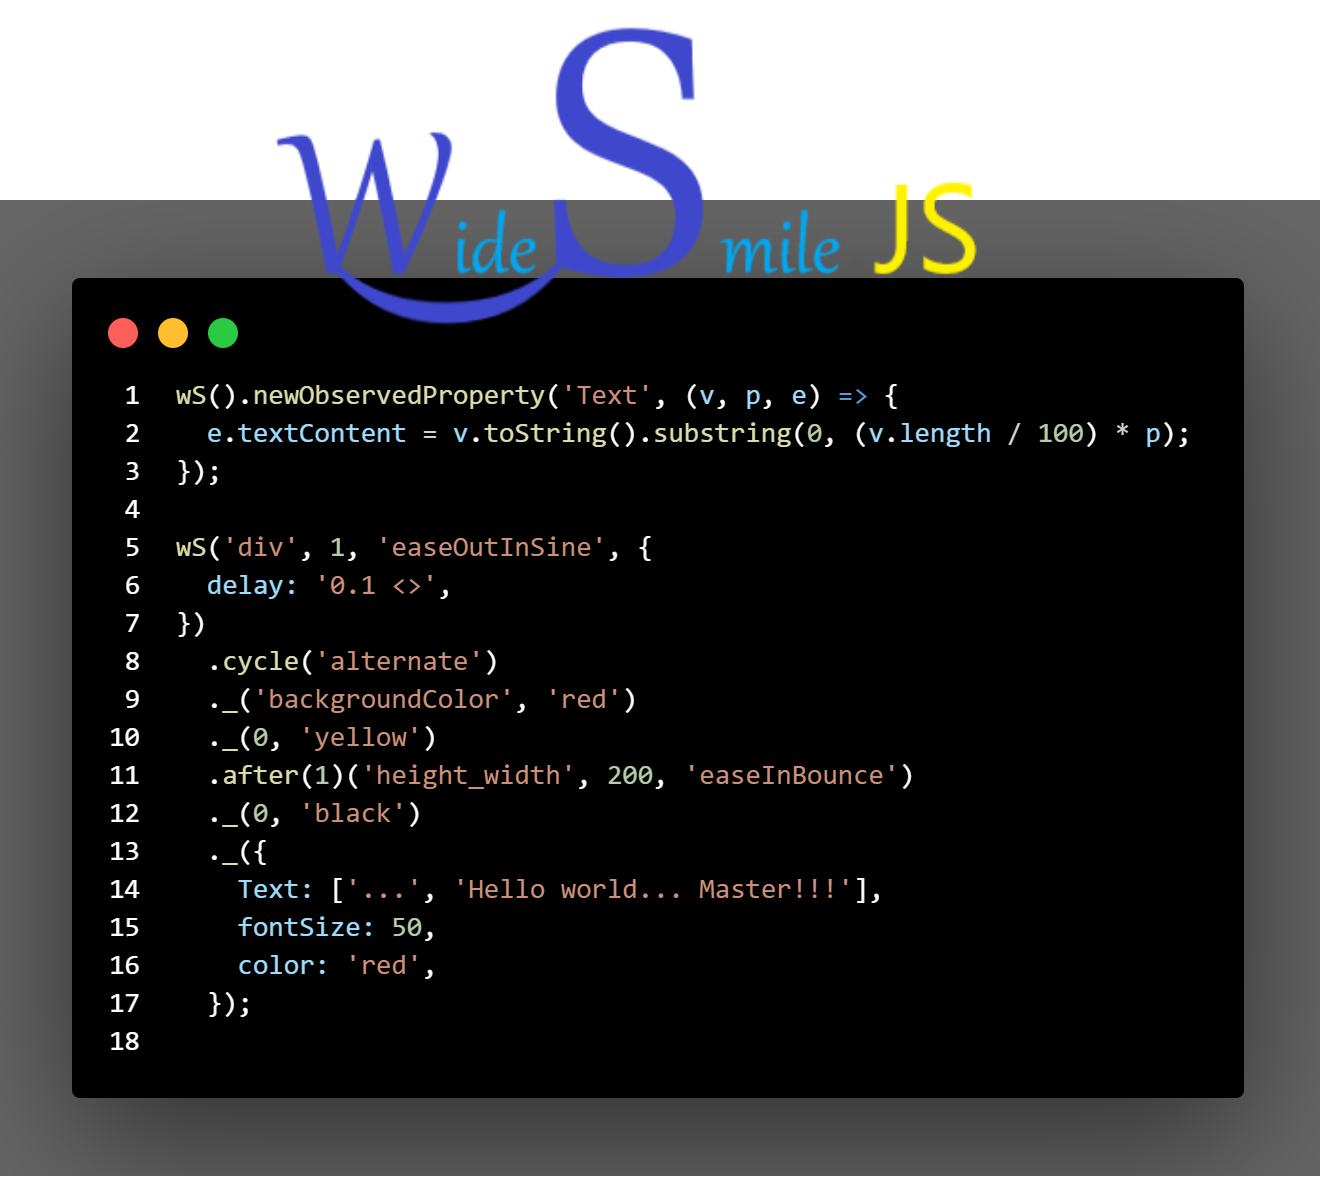 Wide Smile JS
1 wS().newObservedProperty('Text', (v, p, e) => {
2   e.textContent = v.toString().substring(0, (v.length / 100) * p);
3 });
4
5 wS('div', 1, 'easeOutInSine', {
6   delay: '0.1 <>',
7 })
8   .cycle('alternate')
9   ._('backgroundColor', 'red')
10   ._(0, 'yellow')
11   .after(1)('height_width', 200, 'easeInBounce')
12   ._(0, 'black')
13   ._({
14     Text: ['...', 'Hello world... Master!!!'],
15     fontSize: 50,
16     color: 'red',
17   });
18